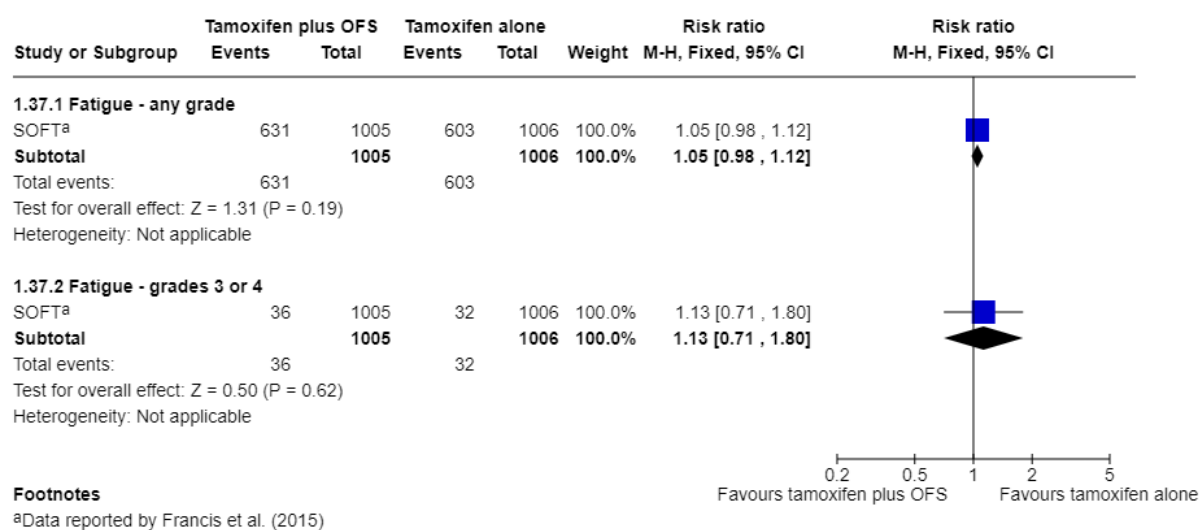 Tamoxifen plus OFS Tamoxifen alone Risk ratio Risk ratio
Study or Subgroup Events Total Events Total Weight M-H, Fixed, 95% CI M-H, Fixed, 95% CI
1.37.1 Fatigue - any grade
SOFTª 631 1005 603 1006 100.0% 1.05 [0.98 , 1.12]
Subtotal 1005 1006 100.0% 1.05 [0.98 , 1.12]
Total events: 631 603
Test for overall effect: Z = 1.31 (P = 0.19)
Heterogeneity: Not applicable
1.37.2 Fatigue - grades 3 or 4
SOFTª 36 1005 32 1006 100.0% 1.13 [0.71 , 1.80]
Subtotal 1005 1006 100.0% 1.13 [0.71 , 1.80]
Total events: 36 32
Test for overall effect: Z = 0.50 (P = 0.62)
Heterogeneity: Not applicable
0.2 0.5 1 2 5
Favours tamoxifen plus OFS Favours tamoxifen alone
Footnotes
ªData reported by Francis et al. (2015)